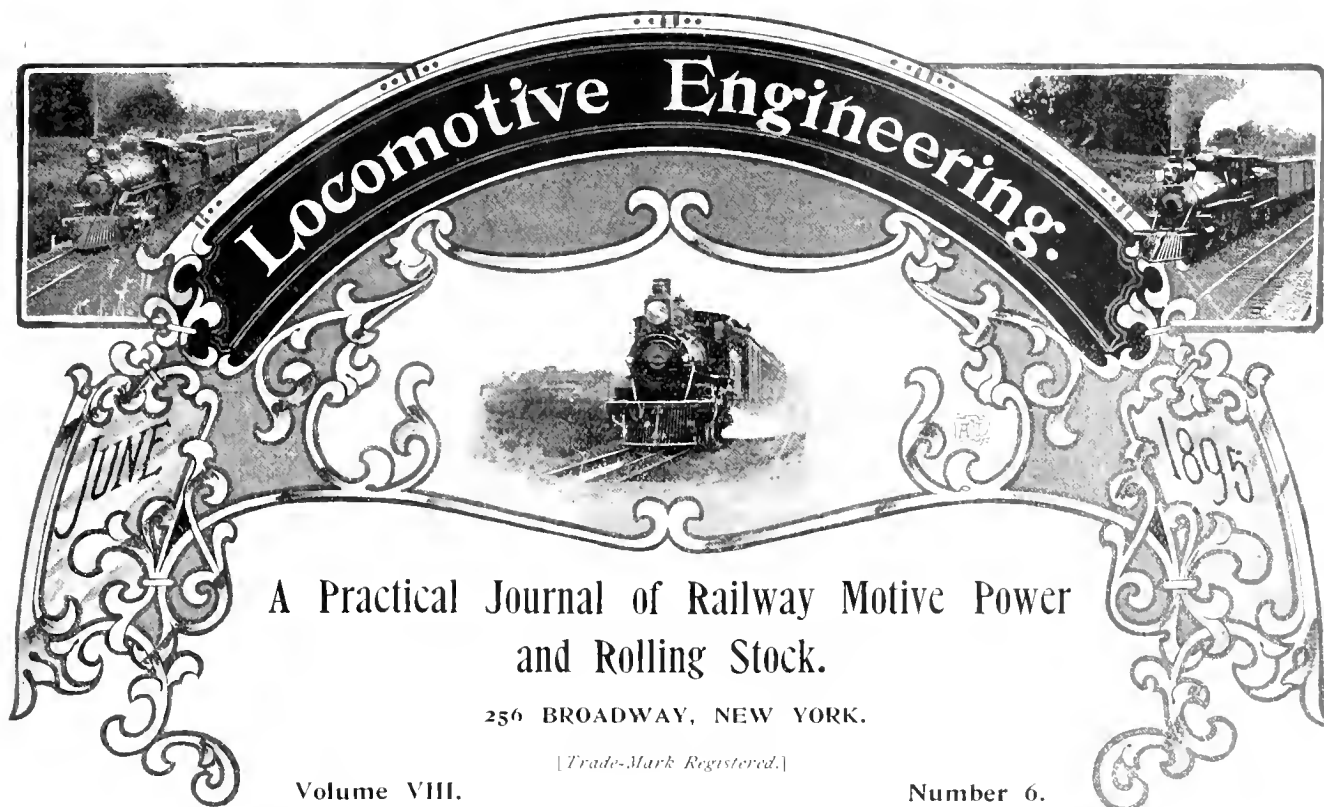 Locomotive Engineering.
JUNE
1895
A Practical Journal of Railway Motive Power
and Rolling Stock.
256 BROADWAY, NEW YORK.
[Trade-Mark Registered.]
Volume VIII.
Number 6.